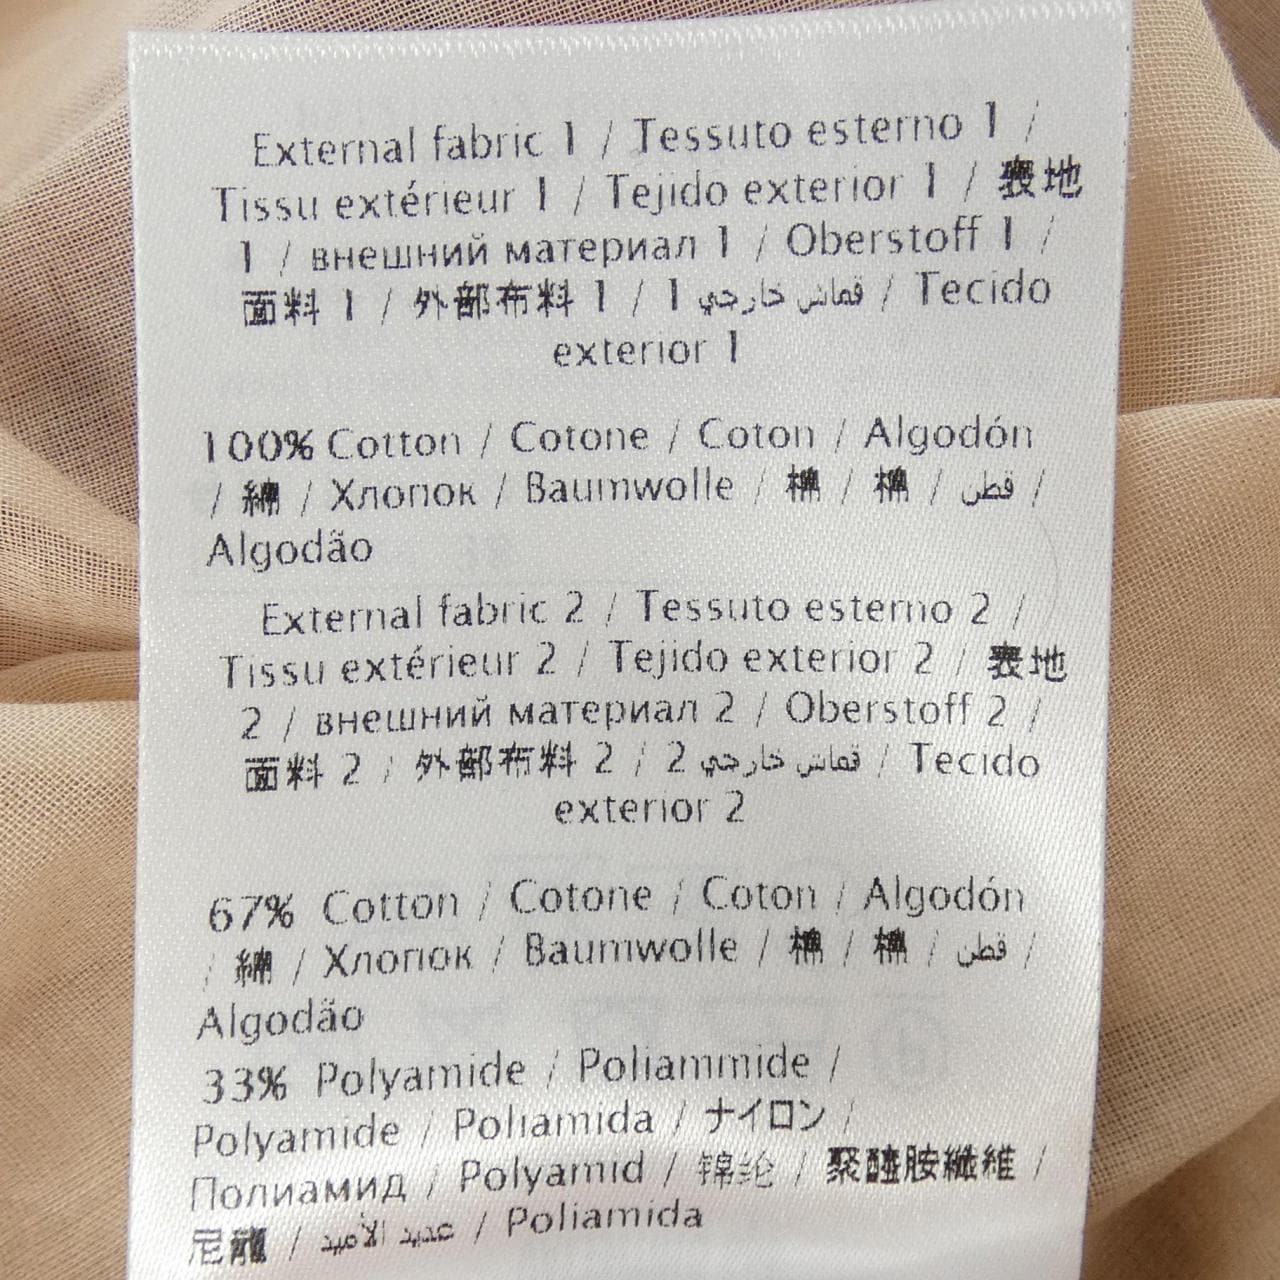 External fabric 1 / Tessuto esterno 1 /
Tissu extérieur 1 / Tejido exterior 1 / 表地
1 / внешний материал 1 / Oberstoff 1 /
面料 1 / 外部布料 1 / 1 قماش خارجي / Tecido
exterior 1
100% Cotton / Cotone / Coton / Algodón
/ 綿 / Хлопок / Baumwolle / 棉 / 棉 / قطن /
Algodão
External fabric 2 / Tessuto esterno 2 /
Tissu extérieur 2 / Tejido exterior 2 / 表地
2 / внешний материал 2 / Oberstoff 2 /
面料 2 / 外部布料 2 / 2 قماش خارجي / Tecido
exterior 2
67% Cotton / Cotone / Coton / Algodón
/ 綿 / Хлопок / Baumwolle / 棉 / 棉 / قطن /
Algodão
33% Polyamide / Poliammide /
Polyamide / Poliamida / ナイロン /
Полиамид / Polyamid / 锦纶 / 聚醯胺纖維 /
尼龍 / عديد الأميد / Poliamida